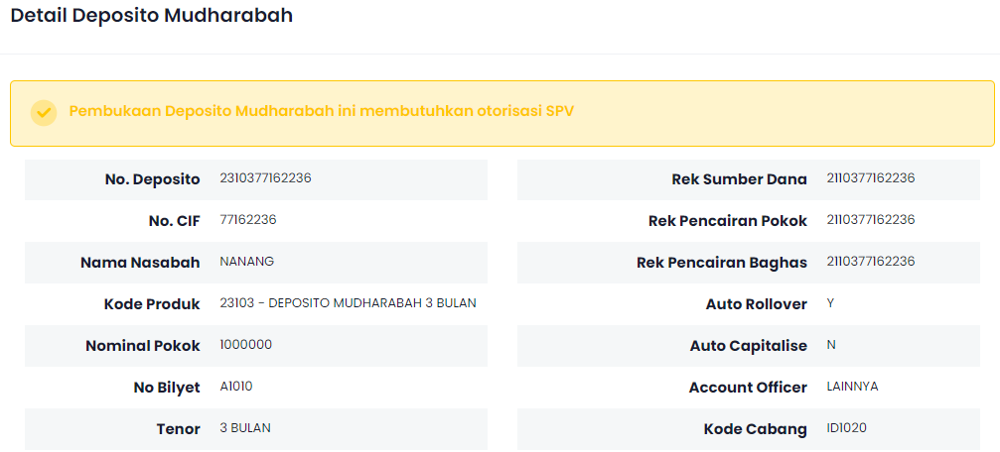 Detail Deposito Mudharabah
Pembukaan Deposito Mudharabah ini membutuhkan otorisasi SPV
No. Deposito 2310377162236
No. CIF 77162236
Nama Nasabah NANANG
Kode Produk 23103 - DEPOSITO MUDHARABAH 3 BULAN
Nominal Pokok 1000000
No Bilyet A1010
Tenor 3 BULAN
Rek Sumber Dana 2110377162236
Rek Pencairan Pokok 2110377162236
Rek Pencairan Baghas 2110377162236
Auto Rollover Y
Auto Capitalise N
Account Officer LAINNYA
Kode Cabang ID1020